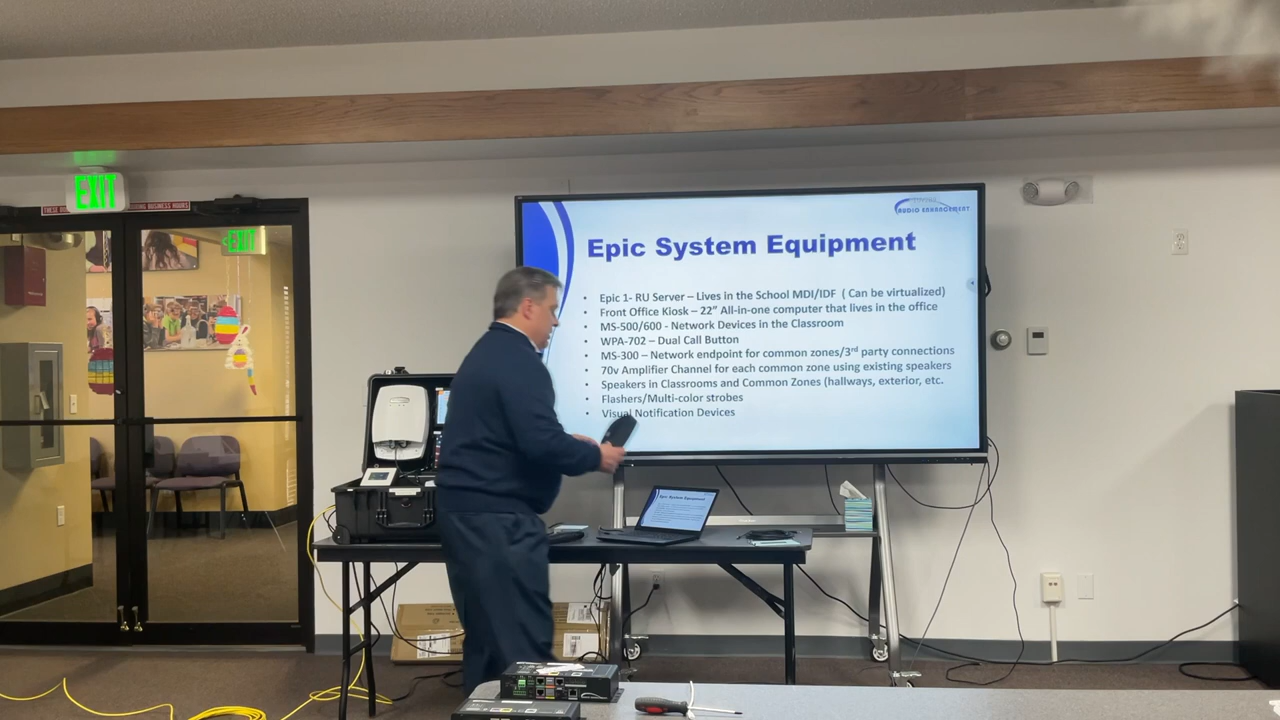 EXIT
EXIT
AUDIO ENHANCEMENT
Epic System Equipment
• Epic 1- RU Server – Lives in the School MDI/IDF ( Can be virtualized)
• Front Office Kiosk – 22” All-in-one computer that lives in the office
• MS-500/600 - Network Devices in the Classroom
• WPA-702 – Dual Call Button
• MS-300 – Network endpoint for common zones/3rd party connections
• 70v Amplifier Channel for each common zone using existing speakers
• Speakers in Classrooms and Common Zones (hallways, exterior, etc.
• Flashers/Multi-color strobes
• Visual Notification Devices
Epic System Equipment